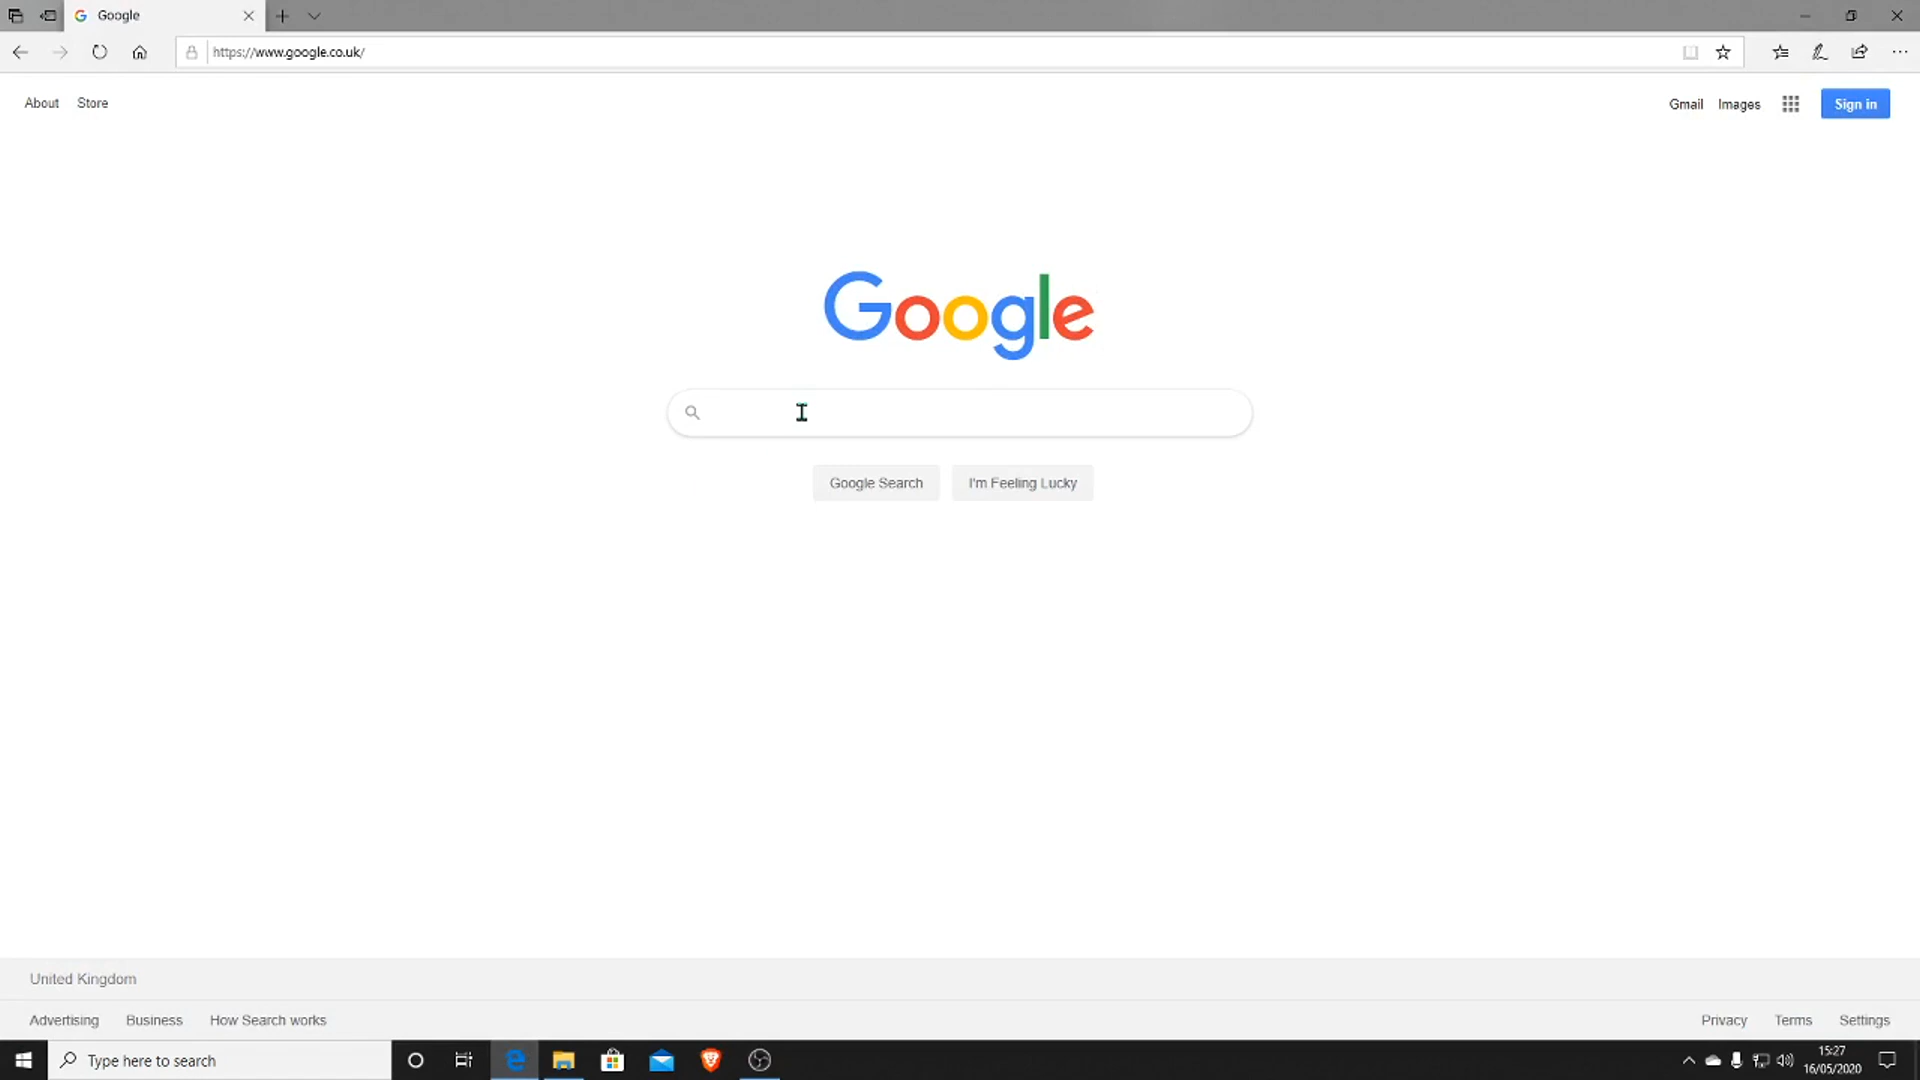 Google
https://www.google.co.uk/
About Store
Gmail Images Sign in
Google
Google Search I'm Feeling Lucky
United Kingdom
Advertising Business How Search works
Privacy Terms Settings
Type here to search
15:27
16/05/2020